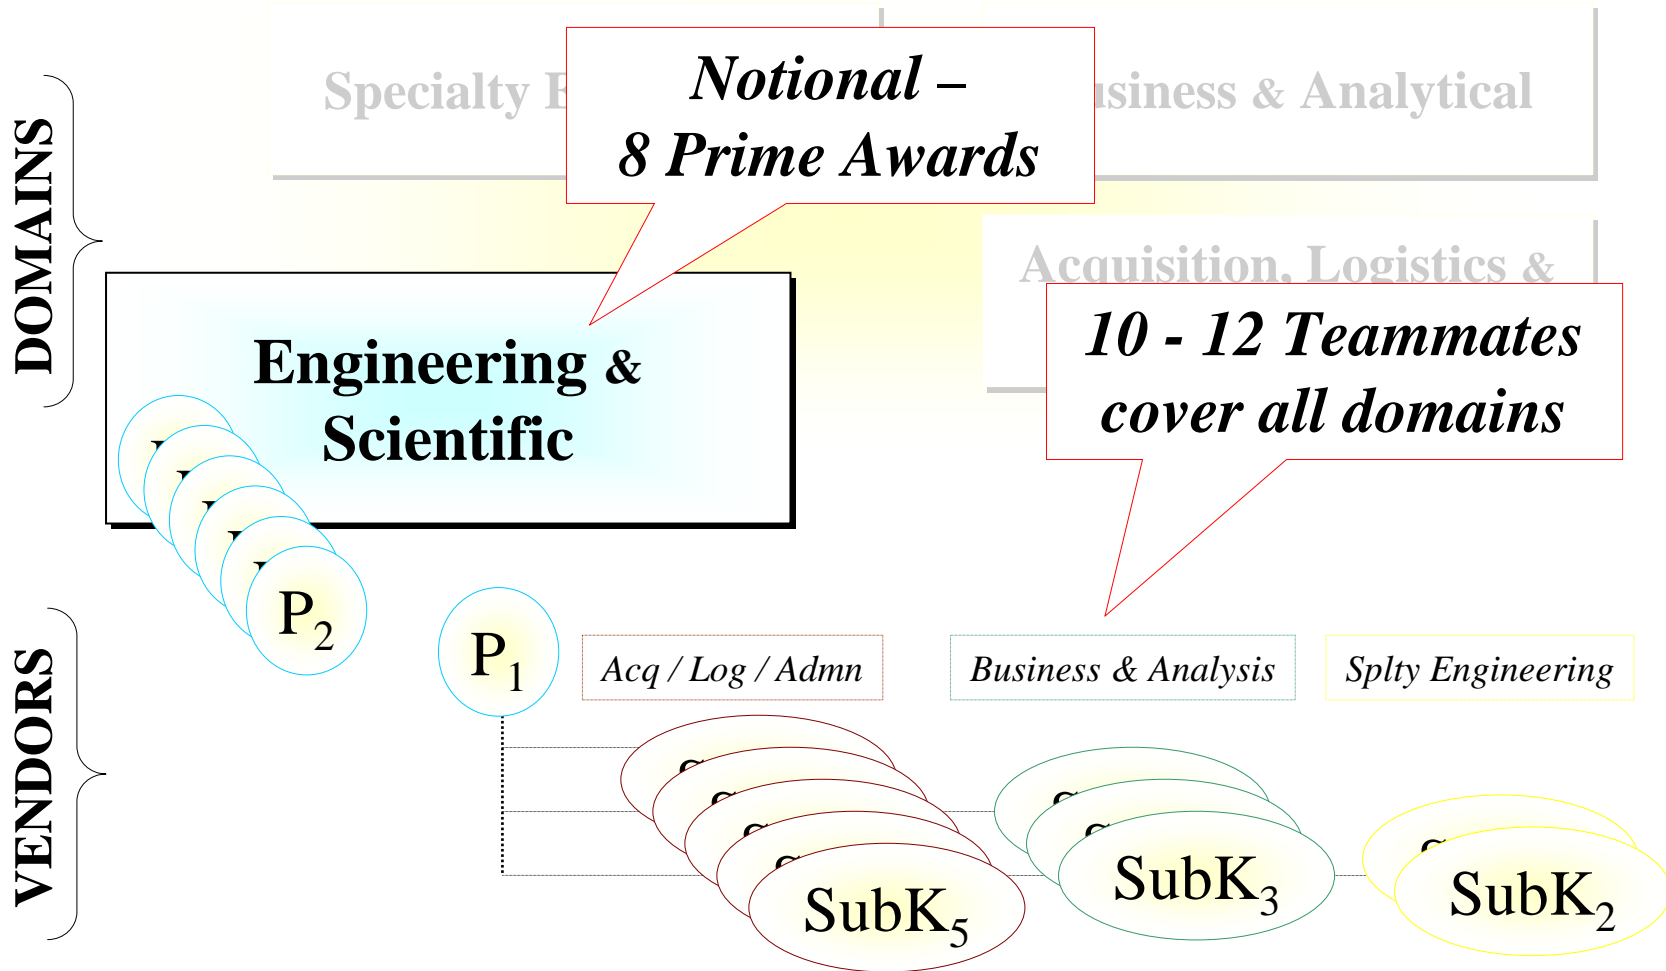 DOMAINS
Specialty
Notional –
8 Prime Awards
& Analytical
Acquisition, Logistics &
10 - 12 Teammates
cover all domains
Engineering &
Scientific
P2
P1
VENDORS
Acq / Log / Admn
Business & Analysis
Splty Engineering
SubK5
SubK3
SubK2